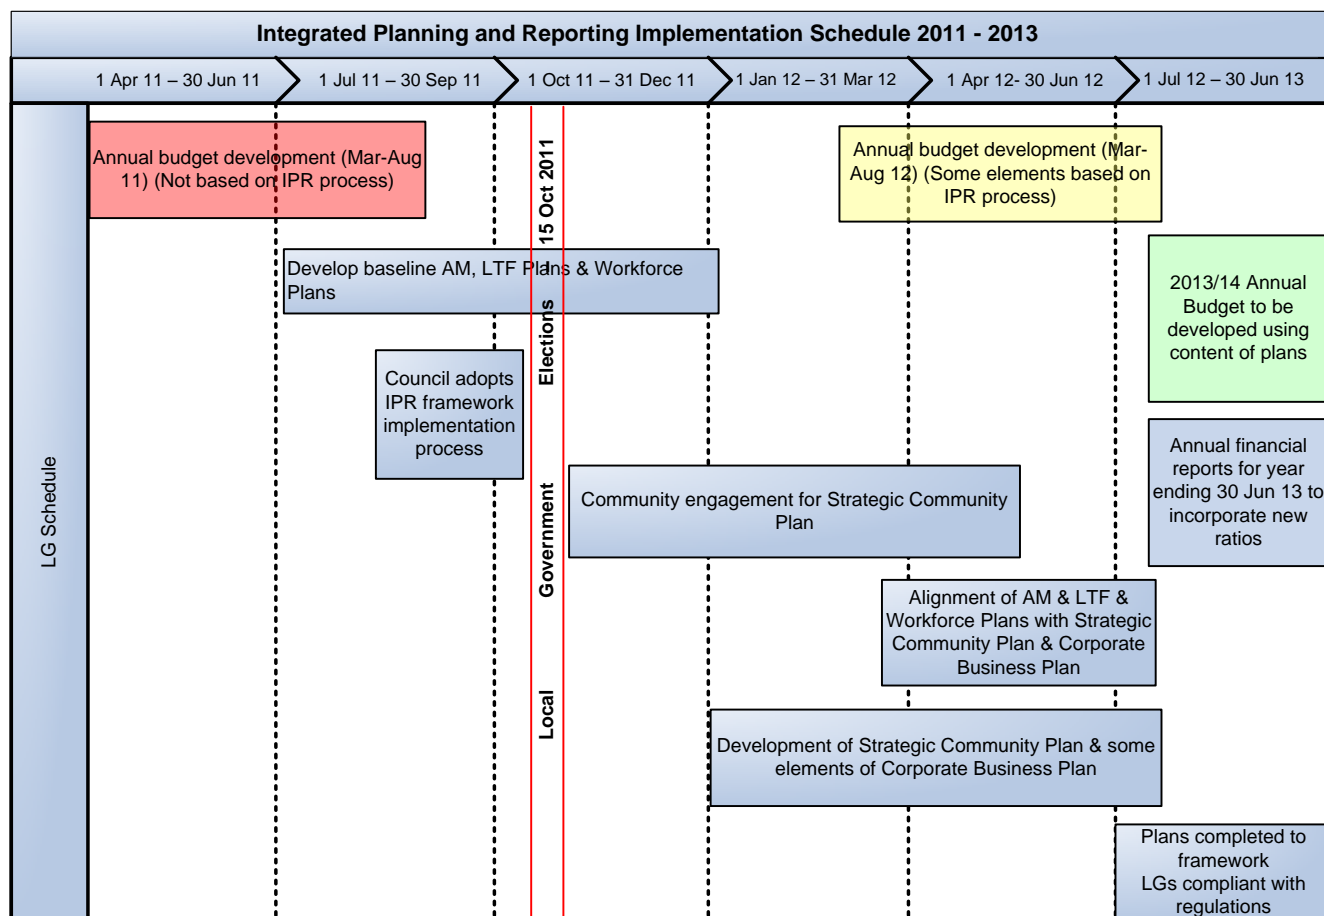 Integrated Planning and Reporting Implementation Schedule 2011 - 2013
1 Apr 11 – 30 Jun 11
1 Jul 11 – 30 Sep 11
1 Oct 11 – 31 Dec 11
1 Jan 12 – 31 Mar 12
1 Apr 12- 30 Jun 12
1 Jul 12 – 30 Jun 13
LG Schedule
Annual budget development (Mar-Aug
11) (Not based on IPR process)
Annual budget development (Mar-
Aug 12) (Some elements based on
IPR process)
Local Government Elections – 15 Oct 2011
Develop baseline AM, LTF Plans & Workforce
Plans
2013/14 Annual
Budget to be
developed using
content of plans
Council adopts
IPR framework
implementation
process
Annual financial
reports for year
ending 30 Jun 13 to
incorporate new
ratios
Community engagement for Strategic Community
Plan
Alignment of AM & LTF &
Workforce Plans with Strategic
Community Plan & Corporate
Business Plan
Development of Strategic Community Plan & some
elements of Corporate Business Plan
Plans completed to
framework
LGs compliant with
regulations